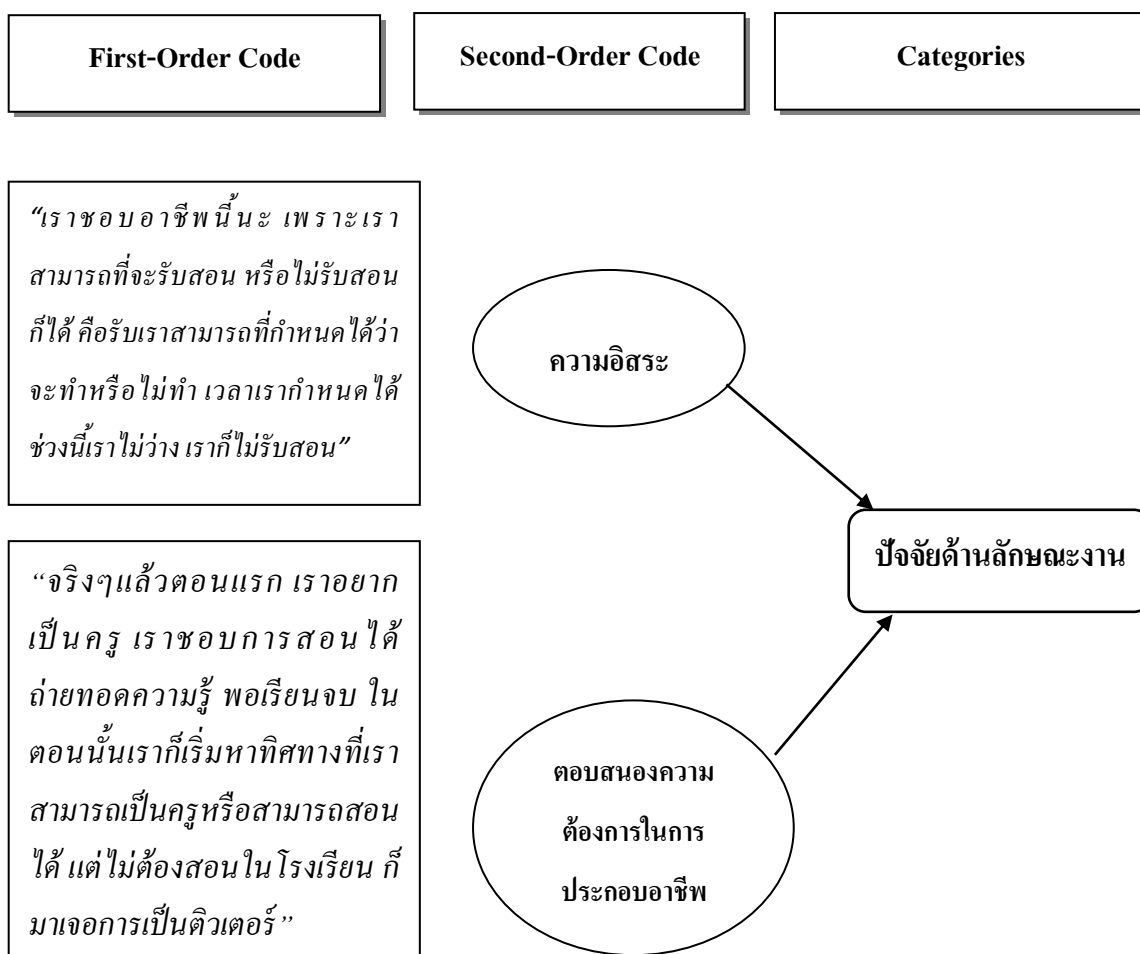 First-Order Code
Second-Order Code
Categories
“เราชอบอาชีพนี้นะ เพราะเรา
สามารถที่จะรับสอน หรือไม่รับสอน
ก็ได้ คือรับเราสามารถที่กำหนดได้ว่า
จะทำหรือไม่ทำ เวลาเรากำหนดได้
ช่วงนี้เราไม่ว่าง เราก็ไม่รับสอน”
ความอิสระ
ปัจจัยด้านลักษณะงาน
“จริงๆแล้วตอนแรก เราอยาก
เป็นครู เราชอบการสอน ได้
ถ่ายทอดความรู้ พอเรียนจบ ใน
ตอนนั้นเราก็เริ่มหาทิศทางที่เรา
สามารถเป็นครูหรือสามารถสอน
ได้ แต่ไม่ต้องสอนในโรงเรียน ก็
มาเจอการเป็นติวเตอร์”
ตอบสนองความ
ต้องการในการ
ประกอบอาชีพ